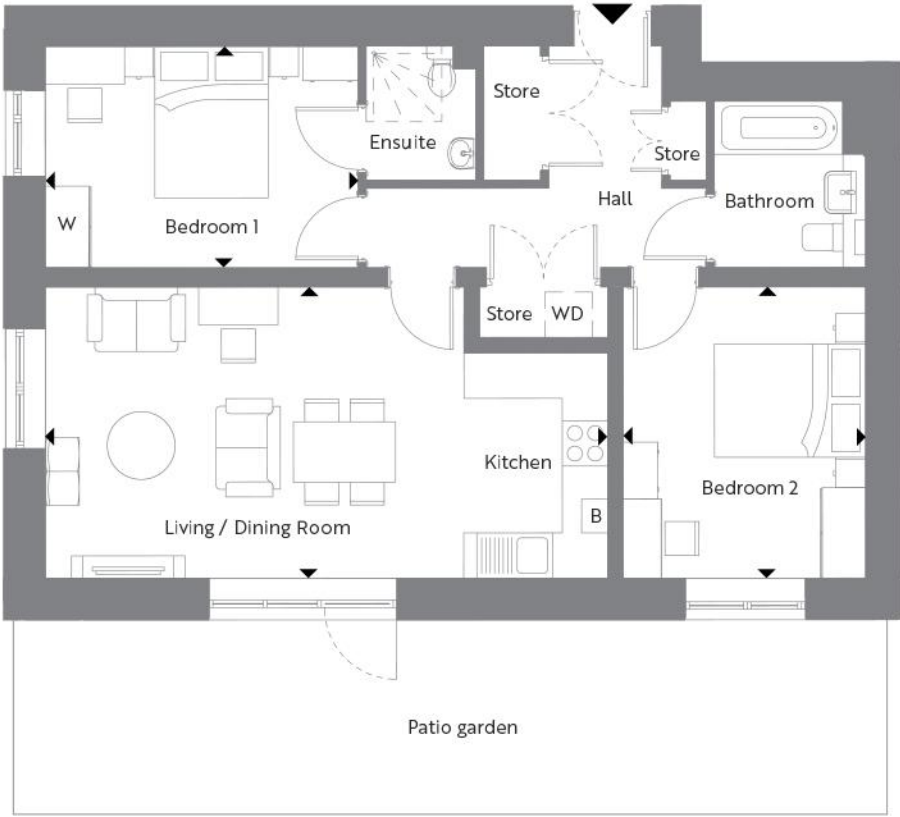 Store
Ensuite
Store
Hall
Bathroom
W
Bedroom 1
Store
WD
Kitchen
Bedroom 2
B
Living / Dining Room
Patio garden